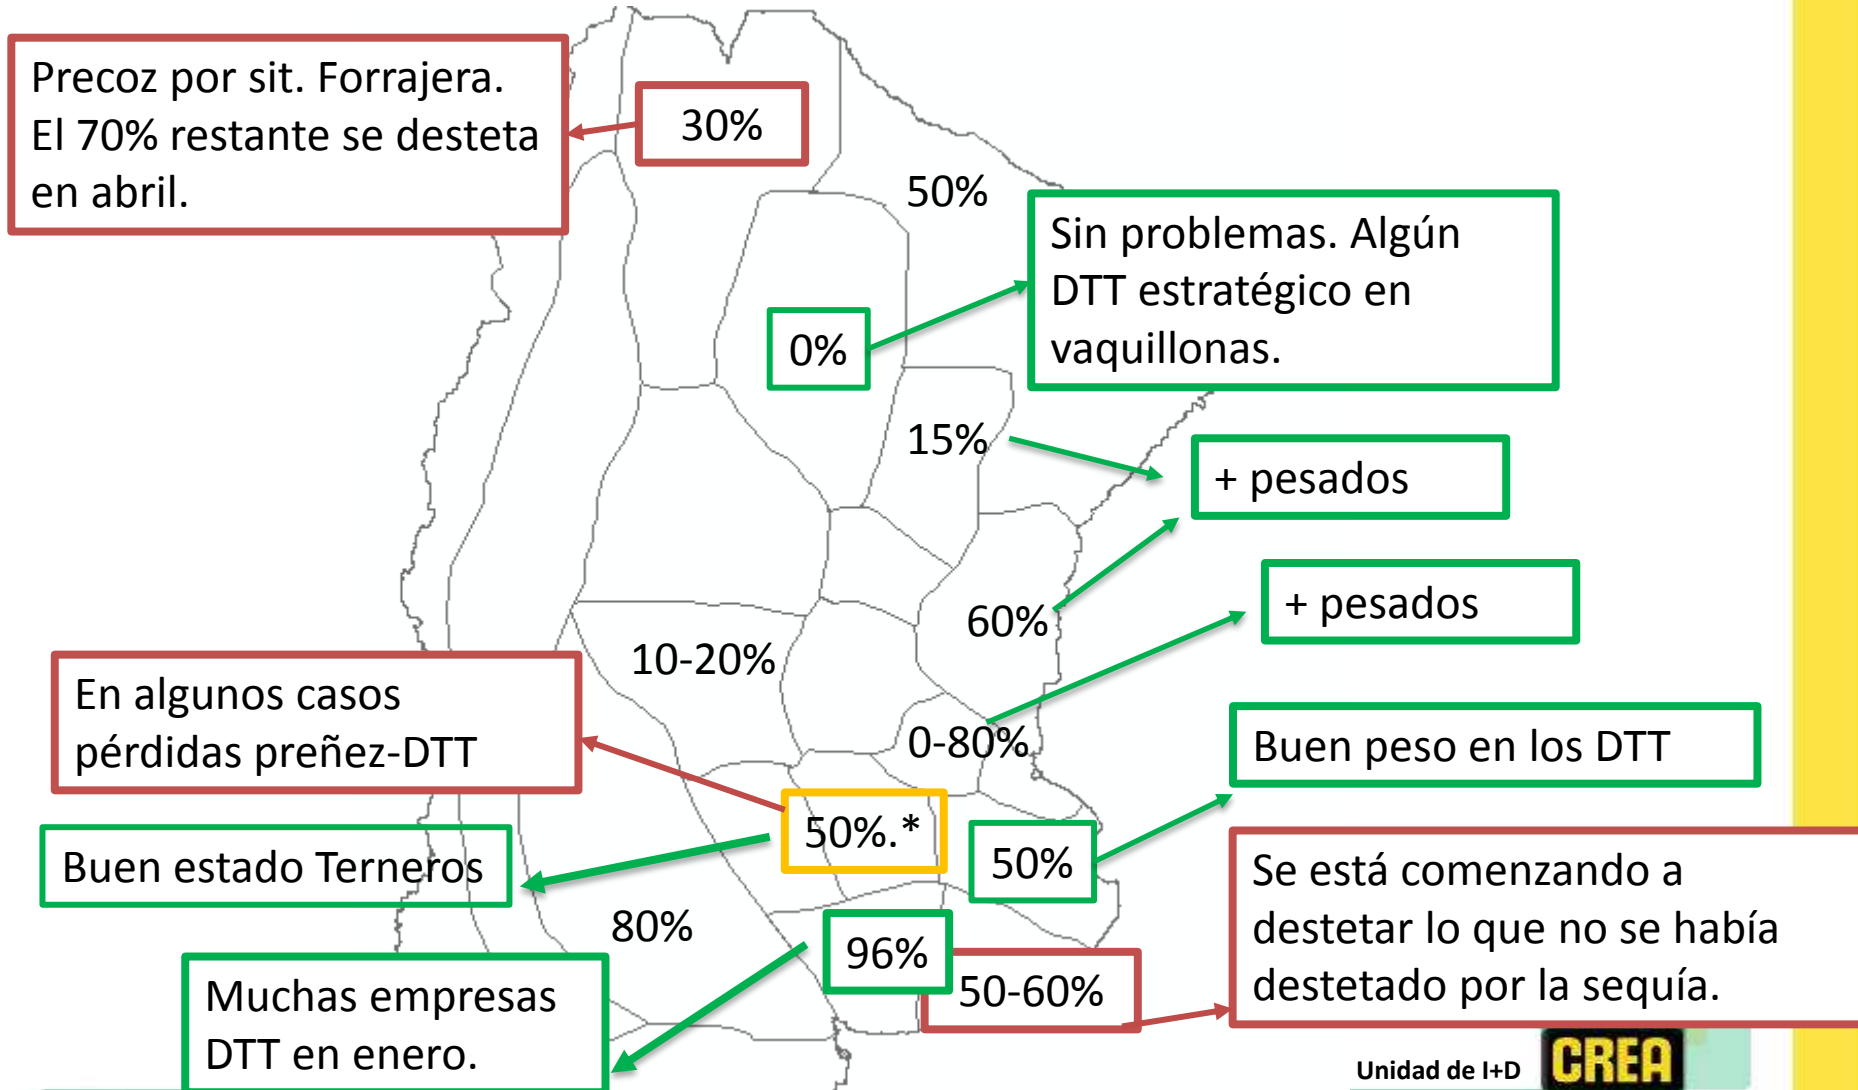 Precoz por sit. Forrajera.
El 70% restante se desteta
en abril.
30%
50%
Sin problemas. Algún
DTT estratégico en
vaquillonas.
0%
15%
+ pesados
60%
+ pesados
10-20%
En algunos casos
pérdidas preñez-DTT
0-80%
Buen peso en los DTT
50%.*
50%
Buen estado Terneros
Se está comenzando a
destetar lo que no se había
destetado por la sequía.
80%
96%
50-60%
Muchas empresas
DTT en enero.
Unidad de I+D
CREA